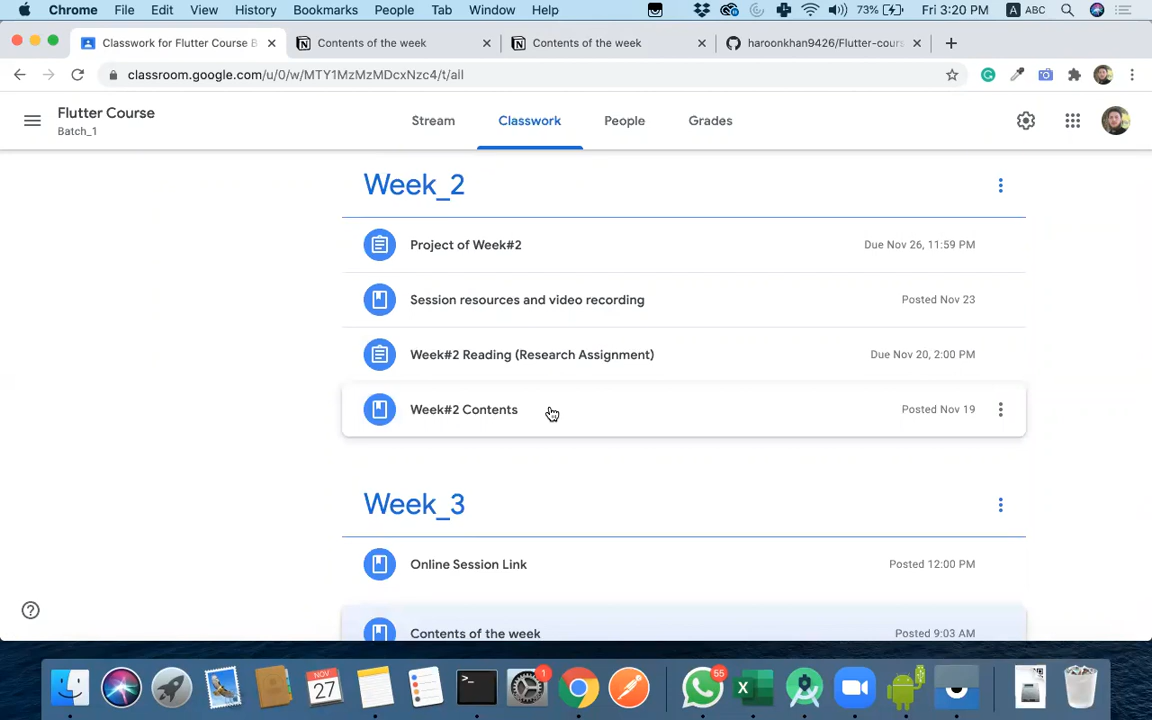 Chrome File Edit View History Bookmarks People Tab Window Help 73% Fri 3:20 PM A ABC
Classwork for Flutter Course B Contents of the week Contents of the week haroonkhan9426/Flutter-cour
classroom.google.com/u/0/w/MTY1MzMzMDcxNzc4/t/all
Flutter Course
Batch_1
Stream Classwork People Grades
Week_2
Project of Week#2 Due Nov 26, 11:59 PM
Session resources and video recording Posted Nov 23
Week#2 Reading (Research Assignment) Due Nov 20, 2:00 PM
Week#2 Contents Posted Nov 19
Week_3
Online Session Link Posted 12:00 PM
Contents of the week Posted 9:03 AM
NOV
27
1
55